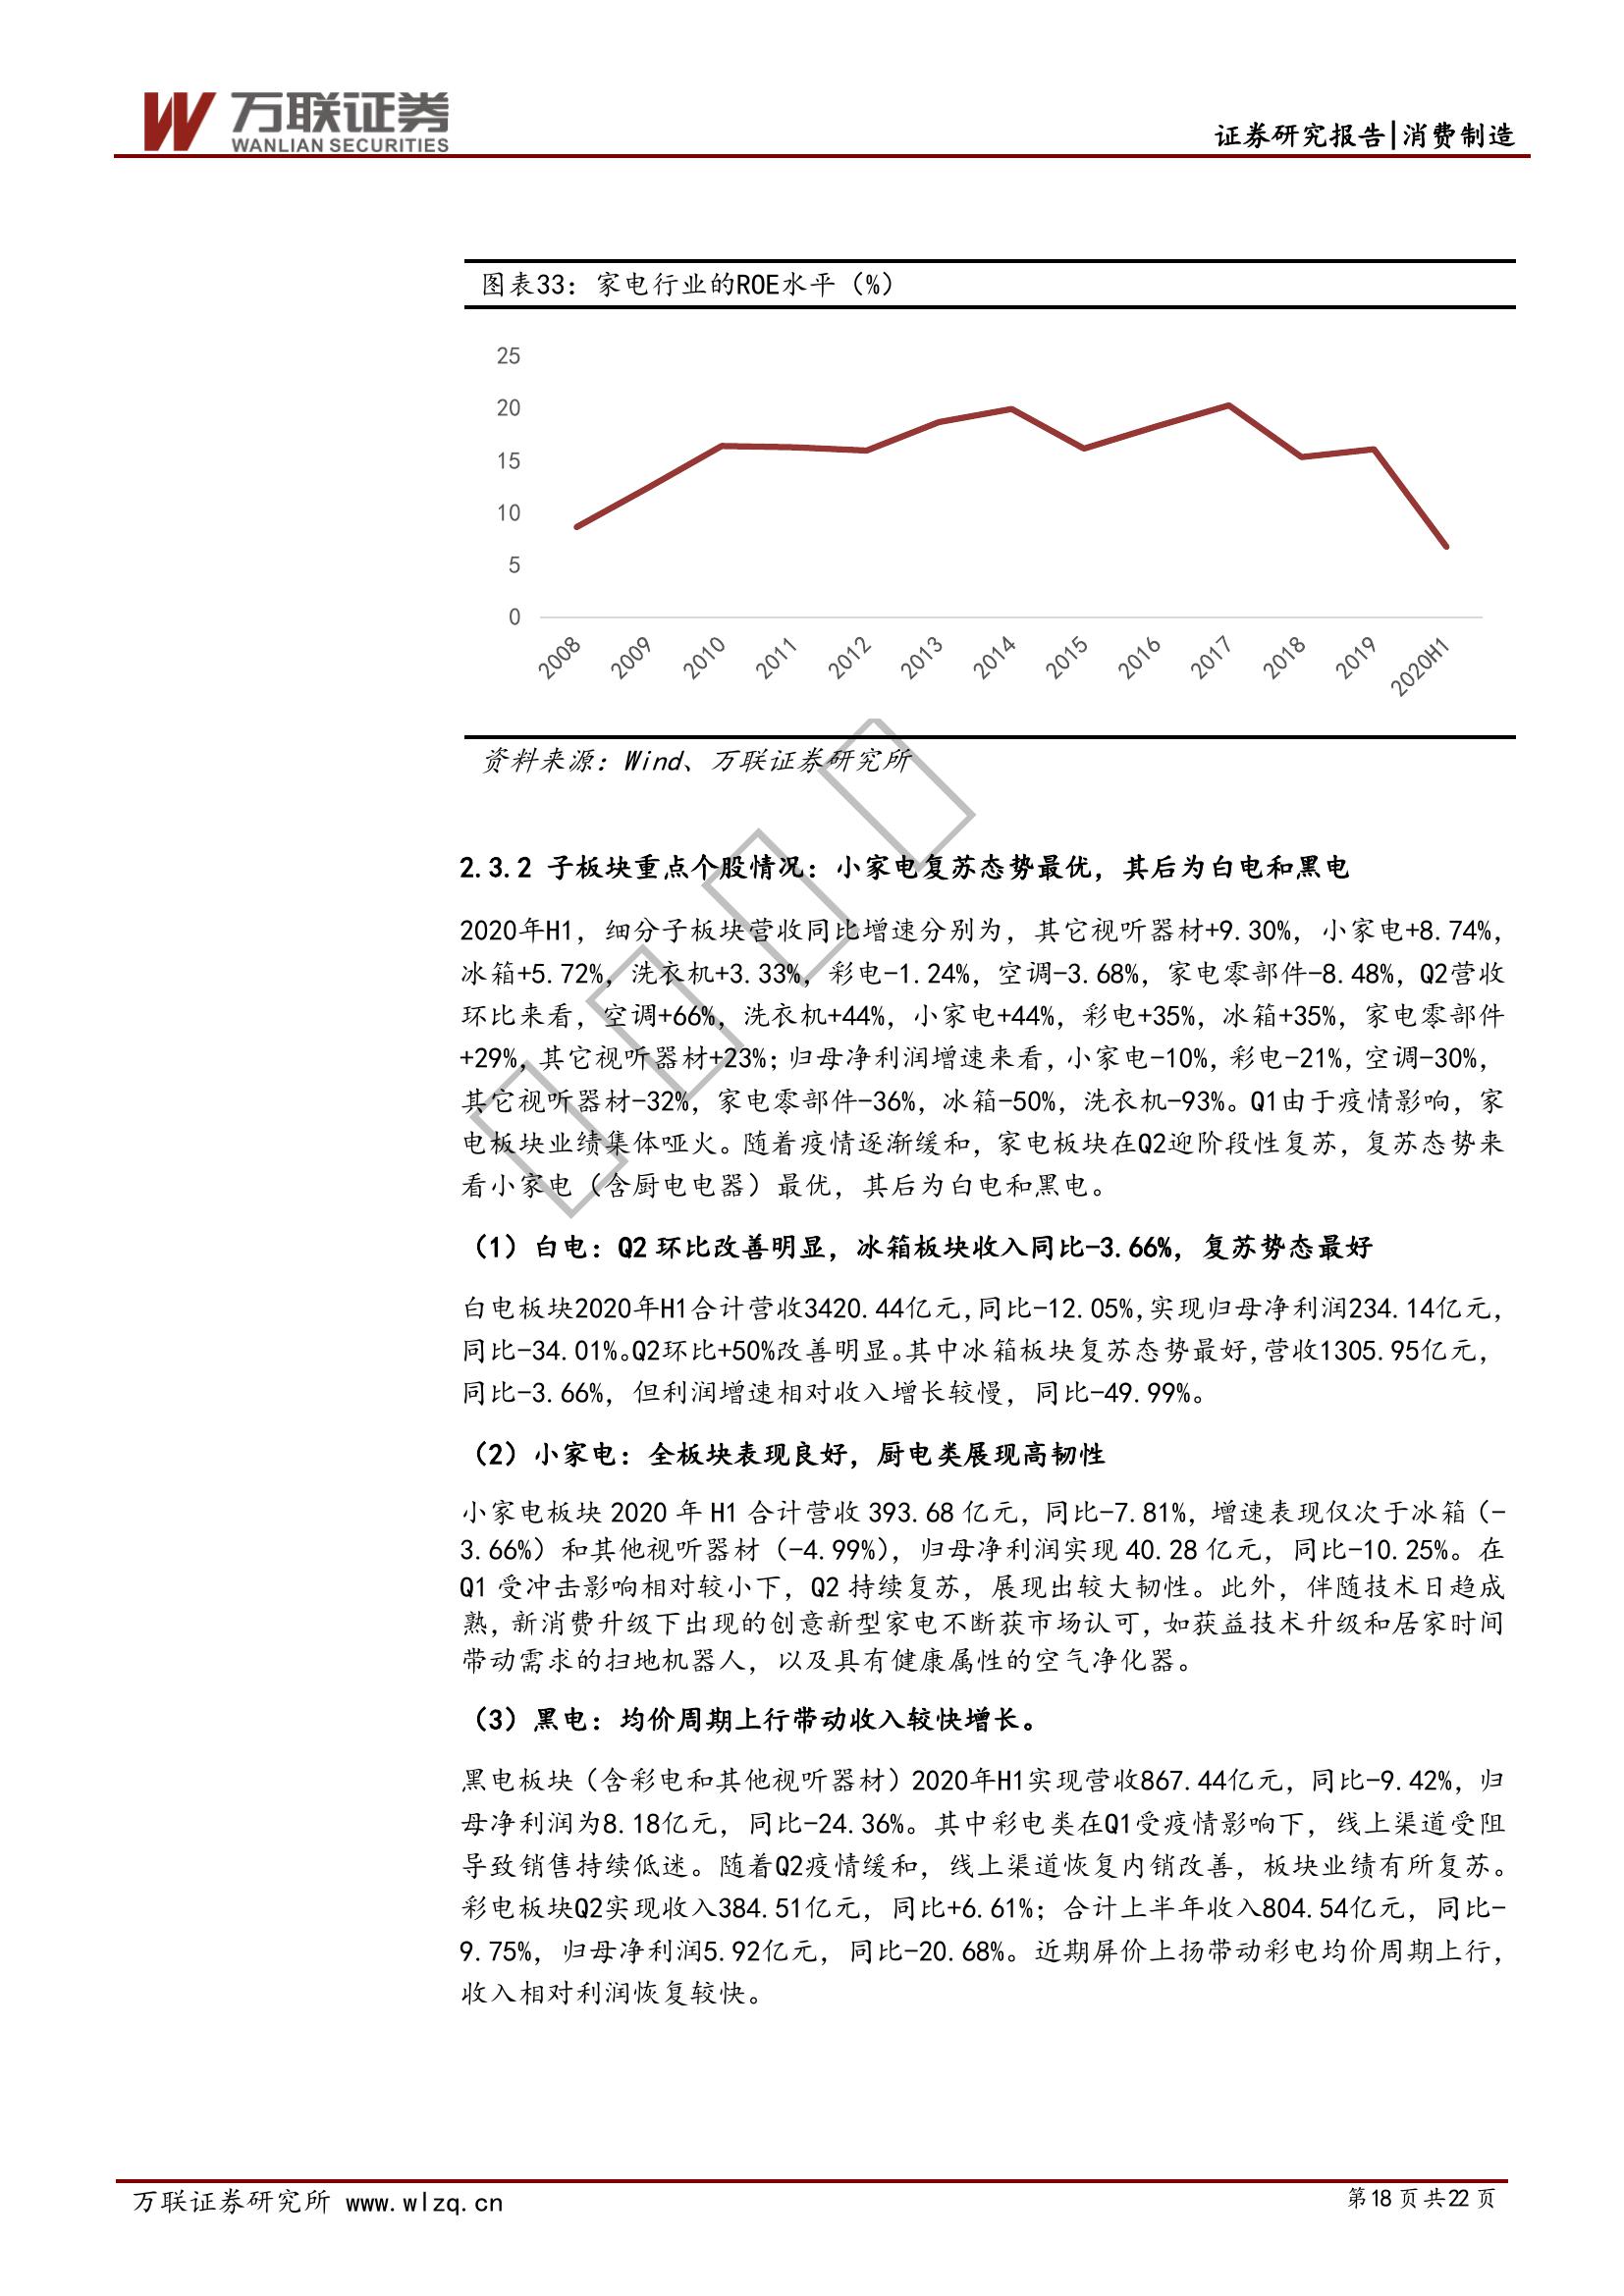 万联证券
WANLIAN SECURITIES
证券研究报告|消费制造
图表33：家电行业的ROE水平（%）
25
20
15
10
5
0
2008 2009 2010 2011 2012 2013 2014 2015 2016 2017 2018 2019 2020H1
资料来源：Wind、万联证券研究所
2.3.2 子板块重点个股情况：小家电复苏态势最优，其后为白电和黑电
2020年H1，细分子板块营收同比增速分别为，其它视听器材+9.30%，小家电+8.74%，
冰箱+5.72%，洗衣机+3.33%，彩电-1.24%，空调-3.68%，家电零部件-8.48%，Q2营收
环比来看，空调+66%，洗衣机+44%，小家电+44%，彩电+35%，冰箱+35%，家电零部件
+29%，其它视听器材+23%；归母净利润增速来看，小家电-10%，彩电-21%，空调-30%，
其它视听器材-32%，家电零部件-36%，冰箱-50%，洗衣机-93%。Q1由于疫情影响，家
电板块业绩集体哑火。随着疫情逐渐缓和，家电板块在Q2迎阶段性复苏，复苏态势来
看小家电（含厨电电器）最优，其后为白电和黑电。
（1）白电：Q2 环比改善明显，冰箱板块收入同比-3.66%，复苏势态最好
白电板块2020年H1合计营收3420.44亿元，同比-12.05%，实现归母净利润234.14亿元，
同比-34.01%。Q2环比+50%改善明显。其中冰箱板块复苏态势最好，营收1305.95亿元，
同比-3.66%，但利润增速相对收入增长较慢，同比-49.99%。
（2）小家电：全板块表现良好，厨电类展现高韧性
小家电板块 2020 年 H1 合计营收 393.68 亿元，同比-7.81%，增速表现仅次于冰箱（-
3.66%）和其他视听器材（-4.99%），归母净利润实现 40.28 亿元，同比-10.25%。在
Q1 受冲击影响相对较小下，Q2 持续复苏，展现出较大韧性。此外，伴随技术日趋成
熟，新消费升级下出现的创意新型家电不断获市场认可，如获益技术升级和居家时间
带动需求的扫地机器人，以及具有健康属性的空气净化器。
（3）黑电：均价周期上行带动收入较快增长。
黑电板块（含彩电和其他视听器材）2020年H1实现营收867.44亿元，同比-9.42%，归
母净利润为8.18亿元，同比-24.36%。其中彩电类在Q1受疫情影响下，线上渠道受阻
导致销售持续低迷。随着Q2疫情缓和，线上渠道恢复内销改善，板块业绩有所复苏。
彩电板块Q2实现收入384.51亿元，同比+6.61%；合计上半年收入804.54亿元，同比-
9.75%，归母净利润5.92亿元，同比-20.68%。近期屏价上扬带动彩电均价周期上行，
收入相对利润恢复较快。
万联证券研究所 www.wlzq.cn
第18 页 共22 页